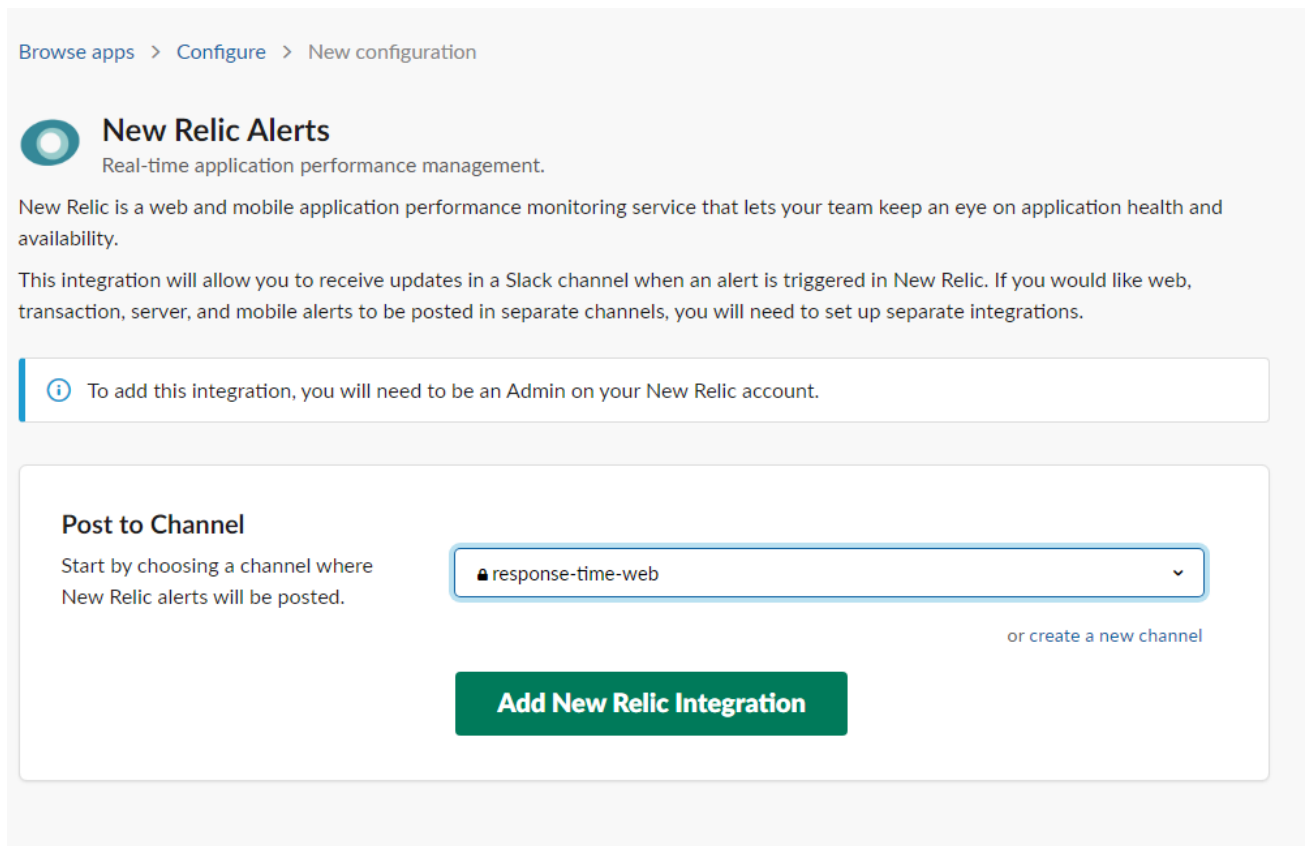 Browse apps > Configure > New configuration
New Relic Alerts
Real-time application performance management.
New Relic is a web and mobile application performance monitoring service that lets your team keep an eye on application health and
availability.
This integration will allow you to receive updates in a Slack channel when an alert is triggered in New Relic. If you would like web,
transaction, server, and mobile alerts to be posted in separate channels, you will need to set up separate integrations.
To add this integration, you will need to be an Admin on your New Relic account.
Post to Channel
Start by choosing a channel where
New Relic alerts will be posted.
response-time-web
or create a new channel
Add New Relic Integration